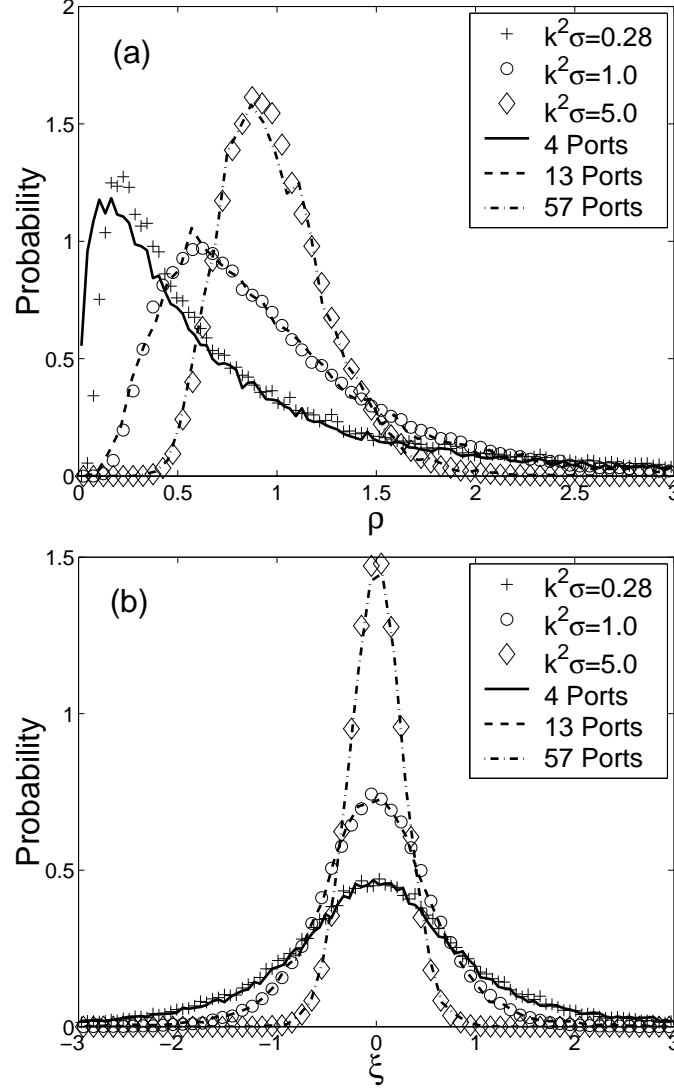 2
(a)
k²σ=0.28
k²σ=1.0
k²σ=5.0
4 Ports
13 Ports
57 Ports
1.5
1
0.5
0
Probability
0 0.5 1 1.5 2 2.5 3
ρ
1.5
(b)
k²σ=0.28
k²σ=1.0
k²σ=5.0
4 Ports
13 Ports
57 Ports
1
0.5
0
Probability
−3 −2 −1 0 1 2 3
ξ